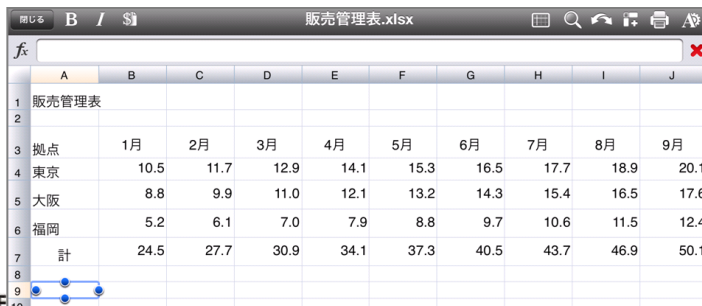 閉じる B I $ 販売管理表.xlsx
fx
A B C D E F G H I J
1 販売管理表
2
3 拠点 1月 2月 3月 4月 5月 6月 7月 8月 9月
4 東京 10.5 11.7 12.9 14.1 15.3 16.5 17.7 18.9 20.1
5 大阪 8.8 9.9 11.0 12.1 13.2 14.3 15.4 16.5 17.6
6 福岡 5.2 6.1 7.0 7.9 8.8 9.7 10.6 11.5 12.4
7 計 24.5 27.7 30.9 34.1 37.3 40.5 43.7 46.9 50.1
8
9